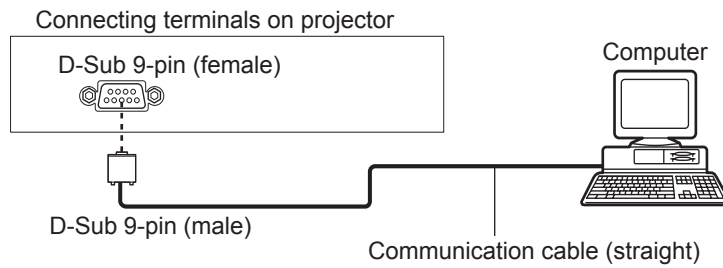 Connecting terminals on projector
D-Sub 9-pin (female)
Computer
D-Sub 9-pin (male)
Communication cable (straight)